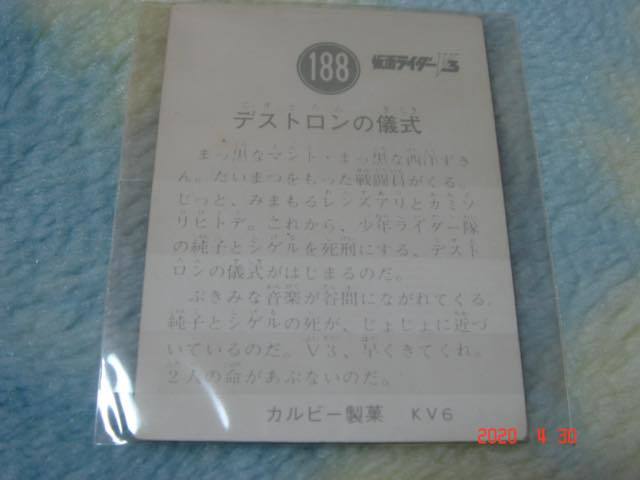 188
仮面ライダーV3
デストロンの儀式
まっ黒なマント・まっ黒な西洋ずき
ん。たいまつをもった戦闘員がくる。
じっと、みまもるレンズアリとカミソ
リヒトデ。これから、少年ライダー隊
の純子とシゲルを死刑にする、デスト
ロンの儀式がはじまるのだ。
ぶきみな音楽が谷間にながれてくる。
純子とシゲルの死が、じょじょに近づ
いているのだ。V3、早くきてくれ。
2人の命があぶないのだ。
カルビー製菓 KV6
2020 4 30